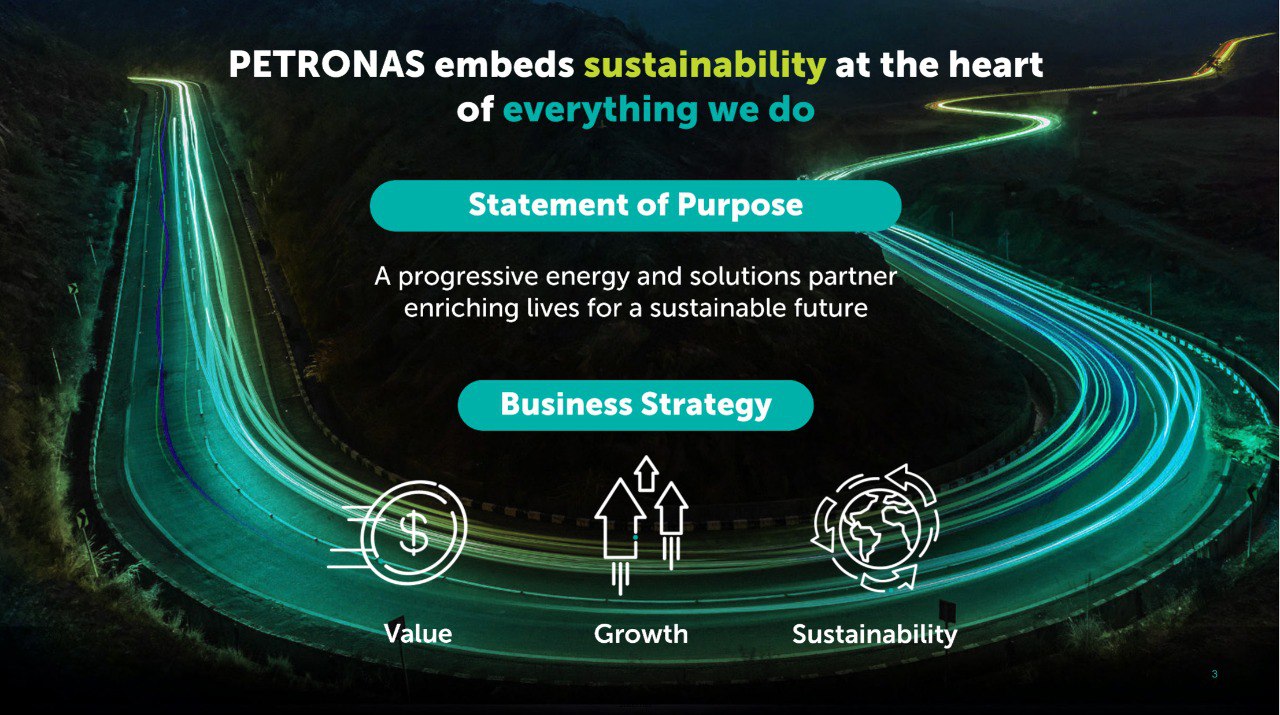 PETRONAS embeds sustainability at the heart
of everything we do
Statement of Purpose
A progressive energy and solutions partner
enriching lives for a sustainable future
Business Strategy
$
Value
Growth
Sustainability
3